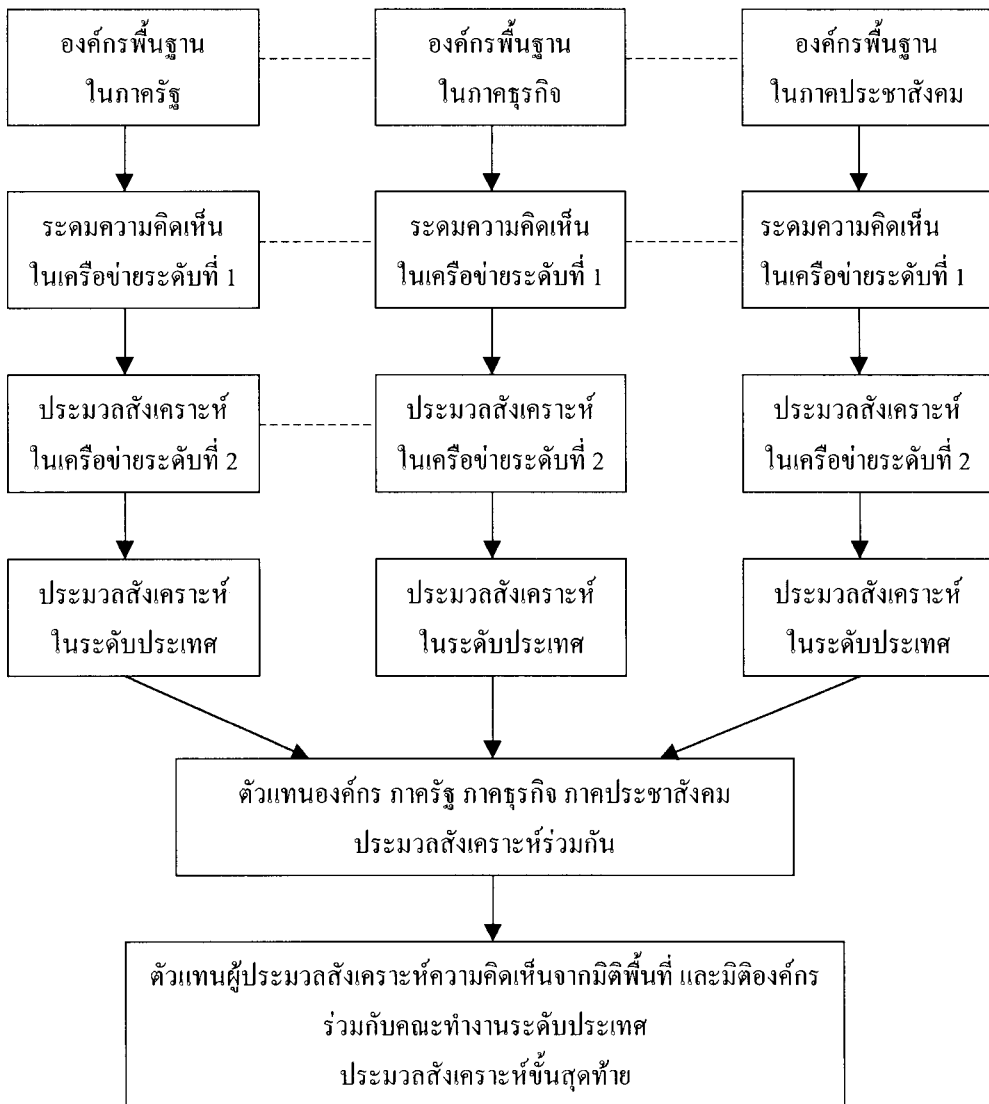 องค์กรพื้นฐาน
ในภาครัฐ
องค์กรพื้นฐาน
ในภาคธุรกิจ
องค์กรพื้นฐาน
ในภาคประชาสังคม
ระดมความคิดเห็น
ในเครือข่ายระดับที่ 1
ระดมความคิดเห็น
ในเครือข่ายระดับที่ 1
ระดมความคิดเห็น
ในเครือข่ายระดับที่ 1
ประมวลสังเคราะห์
ในเครือข่ายระดับที่ 2
ประมวลสังเคราะห์
ในเครือข่ายระดับที่ 2
ประมวลสังเคราะห์
ในเครือข่ายระดับที่ 2
ประมวลสังเคราะห์
ในระดับประเทศ
ประมวลสังเคราะห์
ในระดับประเทศ
ประมวลสังเคราะห์
ในระดับประเทศ
ตัวแทนองค์กร ภาครัฐ ภาคธุรกิจ ภาคประชาสังคม
ประมวลสังเคราะห์ร่วมกัน
ตัวแทนผู้ประมวลสังเคราะห์ความคิดเห็นจากมิติพื้นที่ และมิติองค์กร
ร่วมกับคณะทำงานระดับประเทศ
ประมวลสังเคราะห์ขั้นสุดท้าย